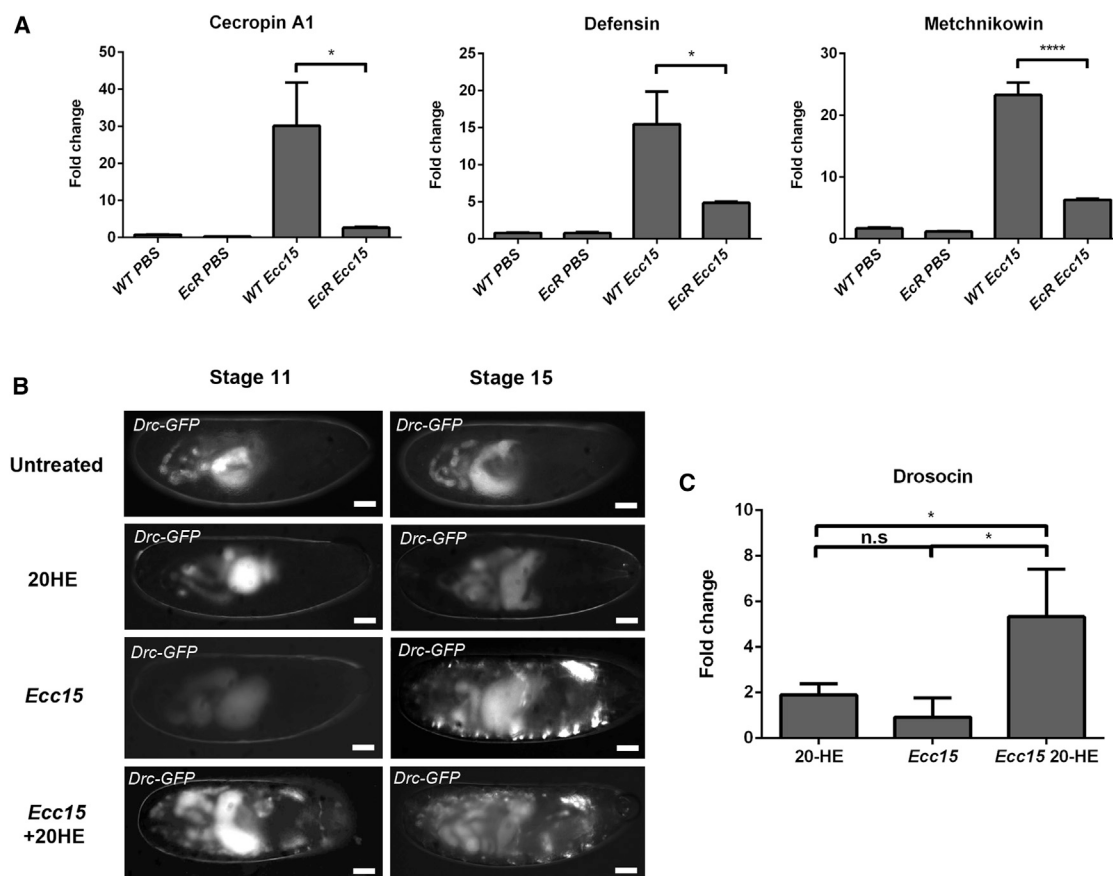 A
Cecropin A1
Fold change
50
40
30
20
10
0
*
WT PBS
EcR PBS
WT Ecc15
EcR Ecc15
Defensin
Fold change
25
20
15
10
5
0
*
WT PBS
EcR PBS
WT Ecc15
EcR Ecc15
Metchnikowin
Fold change
30
20
10
0
****
WT PBS
EcR PBS
WT Ecc15
EcR Ecc15
B
Stage 11
Stage 15
Untreated
Drc-GFP
Drc-GFP
20HE
Drc-GFP
Drc-GFP
Ecc15
Drc-GFP
Drc-GFP
Ecc15
+20HE
Drc-GFP
Drc-GFP
C
Drosocin
Fold change
10
8
6
4
2
0
*
n.s
*
20-HE
Ecc15
Ecc15 20-HE